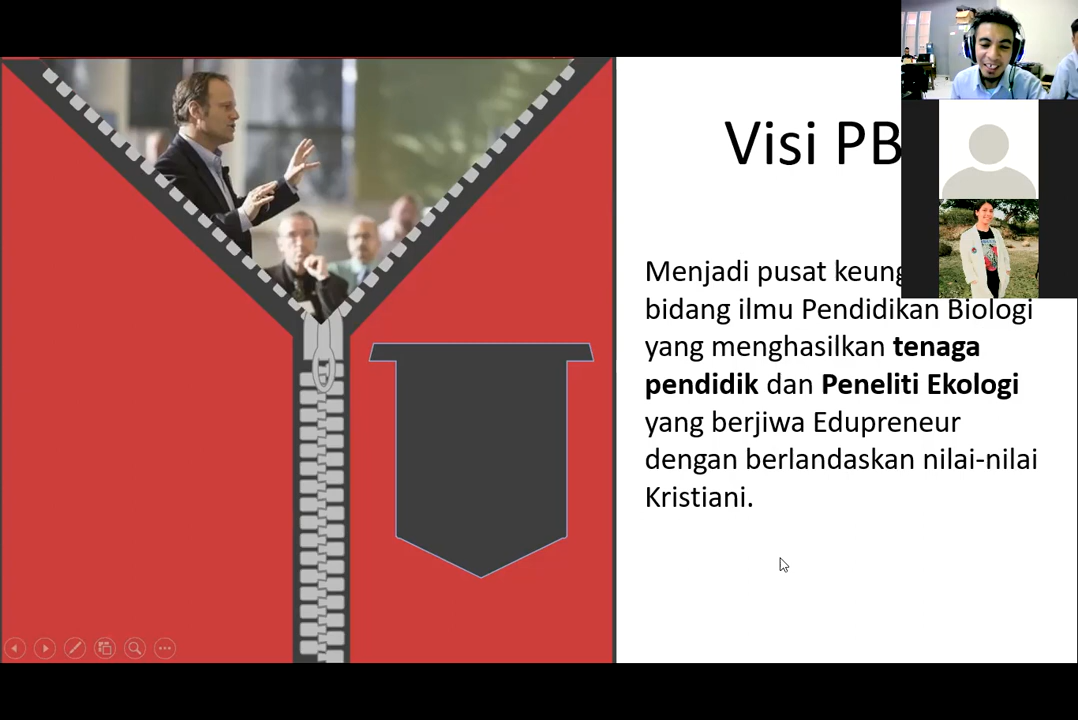 Visi PB
Menjadi pusat
bidang ilmu Pendidikan Biologi
yang menghasilkan tenaga
pendidik dan Peneliti Ekologi
yang berjiwa Edupreneur
dengan berlandaskan nilai-nilai
Kristiani.